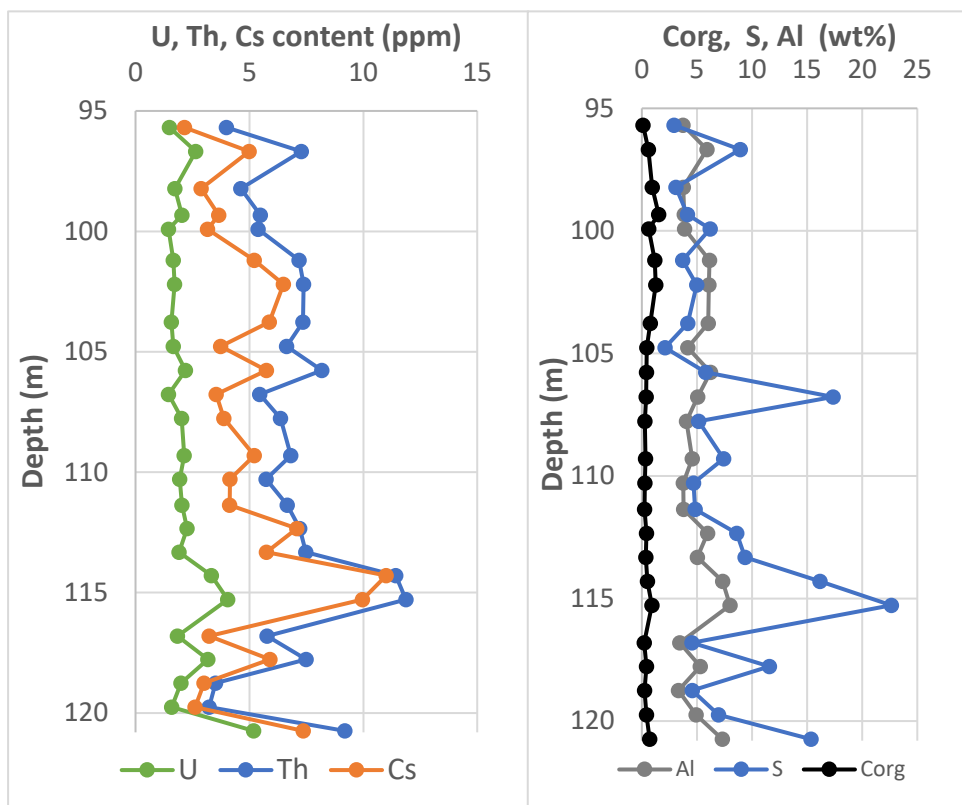 U, Th, Cs content (ppm)
0 5 10 15
95
100
105
110
115
120
Depth (m)
U Th Cs
Corg, S, Al (wt%)
0 5 10 15 20 25
95
100
105
110
115
120
Depth (m)
Al S Corg